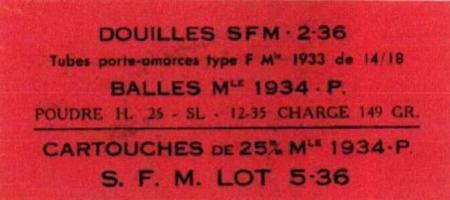 DOUILLES SFM - 2-36
Tubes porte-amorces type F Mle 1933 de 14/18
BALLES MLE 1934 - P.
POUDRE H. 25 - SL - 12-35 CHARGE 149 GR.
CARTOUCHES DE 25m/m MLE 1934-P.
S. F. M. LOT 5-36